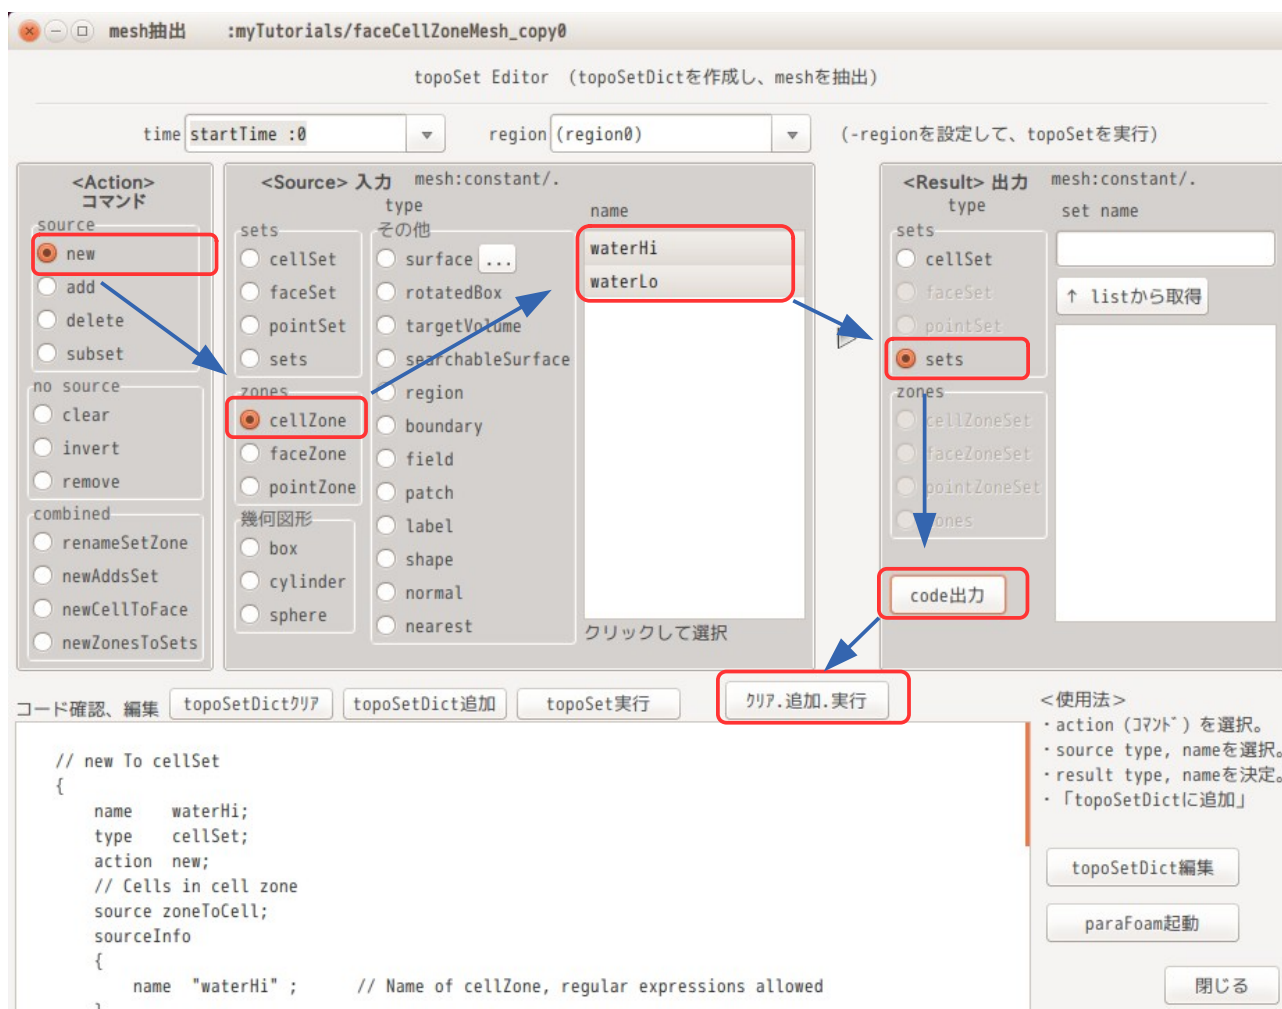 mesh抽出 :myTutorials/faceCellZoneMesh_copy0
topoSet Editor (topoSetDictを作成し、meshを抽出)
time startTime :0 region (region0) (-regionを設定して、topoSetを実行)
<Action>
コマンド
source
new
add
delete
subset
no source
clear
invert
remove
combined
renameSetZone
newAddsSet
newCellToFace
newZonesToSets
<Source> 入力 mesh:constant/.
type
sets
cellSet
faceSet
pointSet
sets
zones
cellZone
faceZone
pointZone
幾何図形
box
cylinder
sphere
その他
surface ...
rotatedBox
targetVolume
searchableSurface
region
boundary
field
patch
label
shape
normal
nearest
name
waterHi
waterLo
クリックして選択
<Result> 出力 mesh:constant/.
type
sets
cellSet
faceSet
pointSet
sets
zones
cellZoneSet
faceZoneSet
pointZoneSet
zones
code出力
set name
↑ listから取得
コード確認、編集 topoSetDictｸﾘｱ topoSetDict追加 topoSet実行 ｸﾘｱ.追加.実行
// new To cellSet
{
name waterHi;
type cellSet;
action new;
// Cells in cell zone
source zoneToCell;
sourceInfo
{
name "waterHi" ; // Name of cellZone, regular expressions allowed
}
<使用法>
・action (ｺﾏﾝﾄﾞ) を選択。
・source type, nameを選択。
・result type, nameを決定。
・「topoSetDictに追加」
topoSetDict編集
paraFoam起動
閉じる